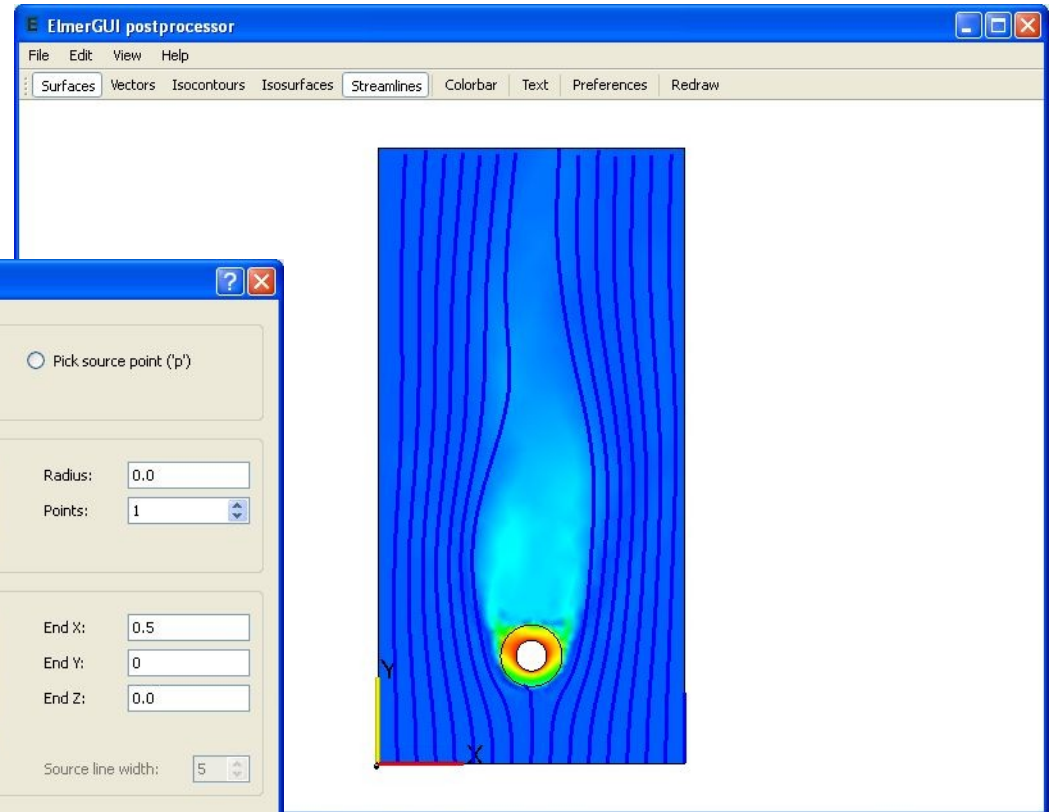 E ElmerGUI postprocessor
File Edit View Help
Surfaces Vectors Isocontours Isosurfaces Streamlines Colorbar Text Preferences Redraw
?
Pick source point ('p')
Radius: 0.0
Points: 1
End X: 0.5
End Y: 0
End Z: 0.0
Source line width: 5
Y
X